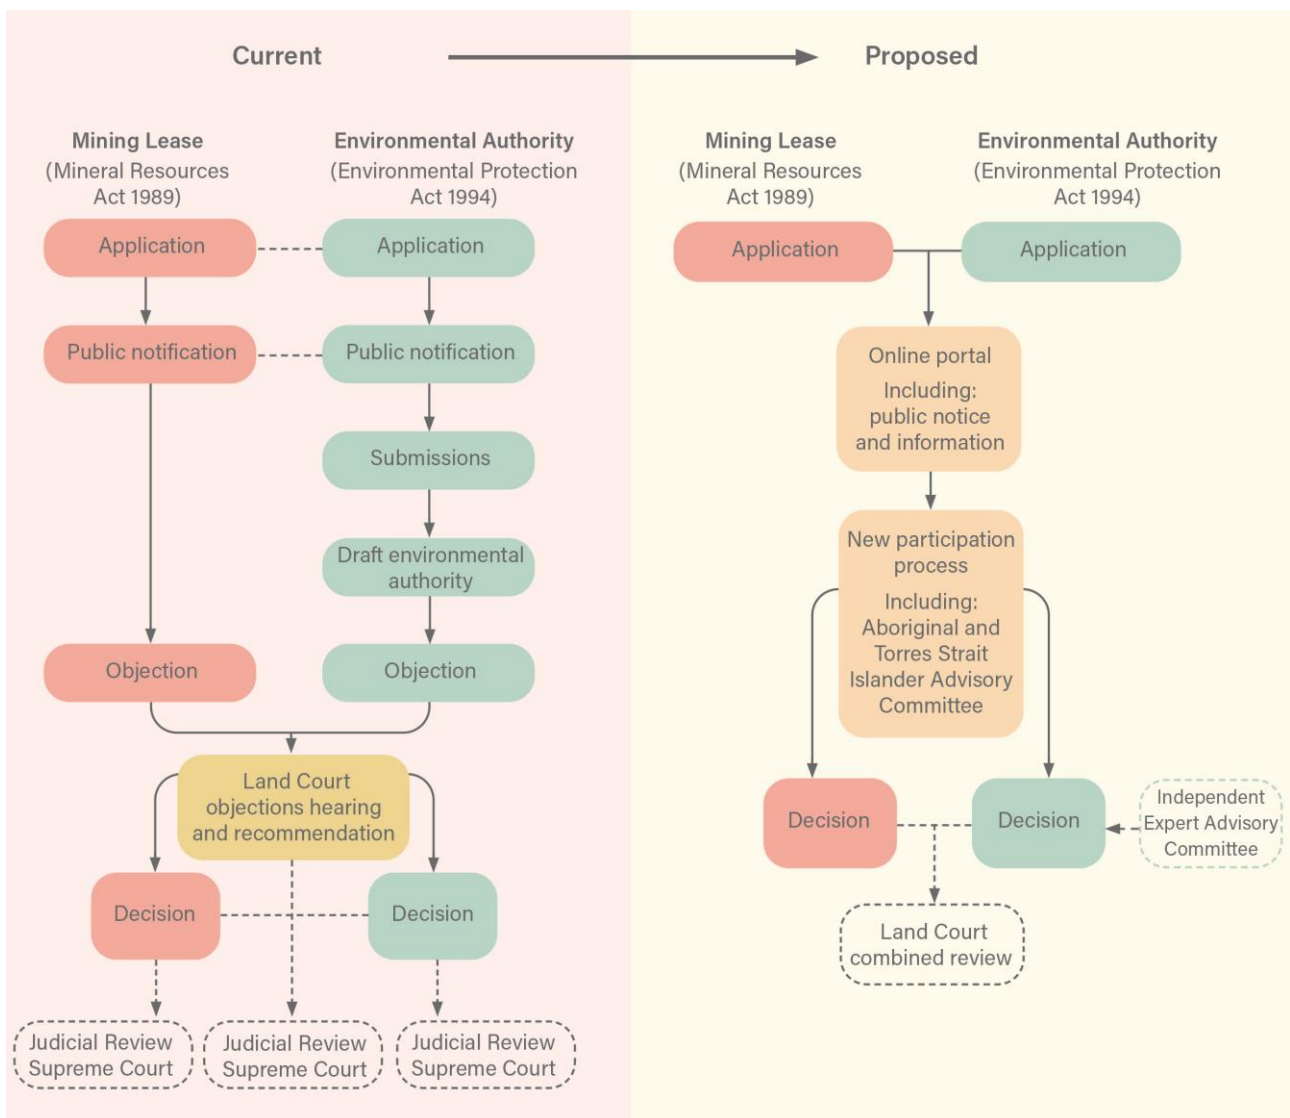 Current
Proposed
Mining Lease
(Mineral Resources
Act 1989)
Environmental Authority
(Environmental Protection
Act 1994)
Application
Application
Public notification
Public notification
Submissions
Draft environmental
authority
Objection
Objection
Land Court
objections hearing
and recommendation
Decision
Decision
Judicial Review
Supreme Court
Judicial Review
Supreme Court
Judicial Review
Supreme Court
Mining Lease
(Mineral Resources
Act 1989)
Environmental Authority
(Environmental Protection
Act 1994)
Application
Application
Online portal
Including:
public notice
and information
New participation
process
Including:
Aboriginal and
Torres Strait
Islander Advisory
Committee
Decision
Decision
Independent
Expert Advisory
Committee
Land Court
combined review